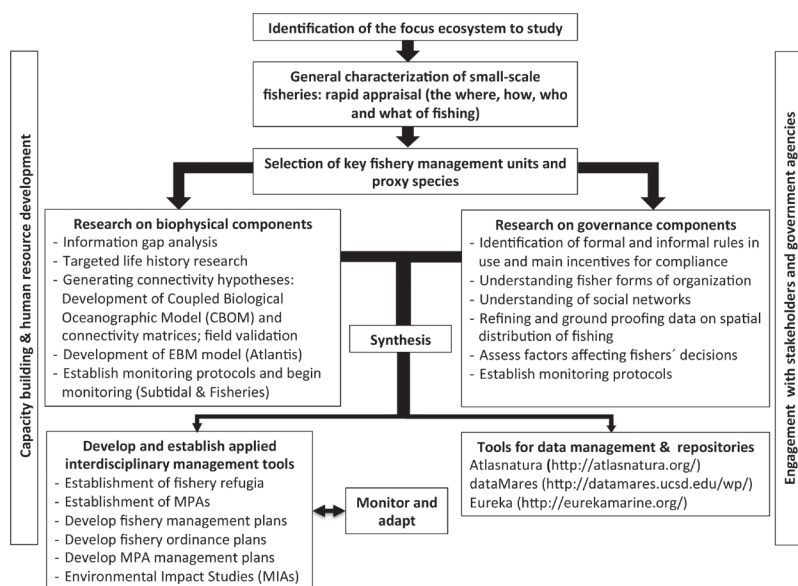 Identification of the focus ecosystem to study
General characterization of small-scale
fisheries: rapid appraisal (the where, how, who
and what of fishing)
Selection of key fishery management units and
proxy species
Capacity building & human resource development
Engagement with stakeholders and government agencies
Research on biophysical components
- Information gap analysis
- Targeted life history research
- Generating connectivity hypotheses:
Development of Coupled Biological
Oceanographic Model (CBOM) and
connectivity matrices; field validation
- Development of EBM model (Atlantis)
- Establish monitoring protocols and begin
monitoring (Subtidal & Fisheries)
Research on governance components
- Identification of formal and informal rules in
use and main incentives for compliance
- Understanding fisher forms of organization
- Understanding of social networks
- Refining and ground proofing data on spatial
distribution of fishing
- Assess factors affecting fishers´ decisions
- Establish monitoring protocols
Synthesis
Develop and establish applied
interdisciplinary management tools
- Establishment of fishery refugia
- Establishment of MPAs
- Develop fishery management plans
- Develop fishery ordinance plans
- Develop MPA management plans
- Environmental Impact Studies (MIAs)
Monitor and
adapt
Tools for data management & repositories
Atlasnatura (http://atlasnatura.org/)
dataMares (http://datamares.ucsd.edu/wp/)
Eureka (http://eurekamarine.org/)